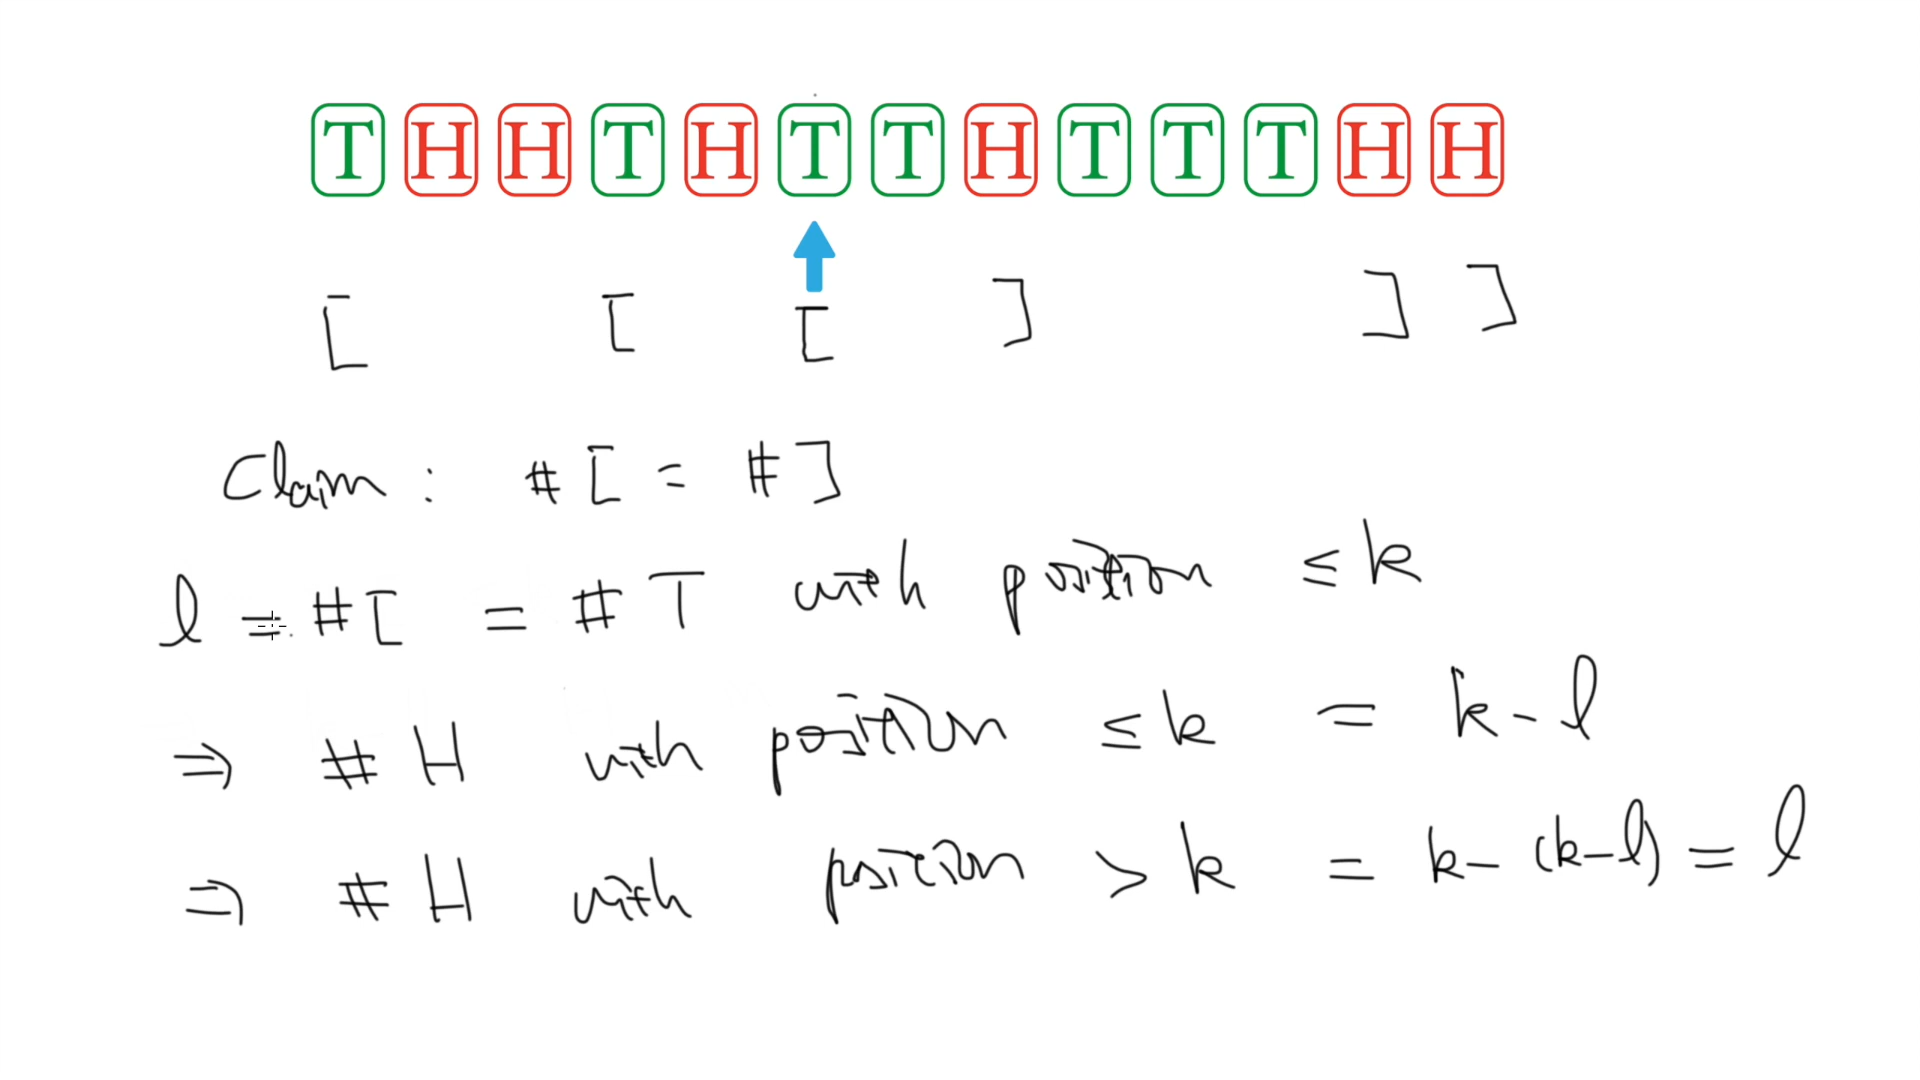 T H H T H T T H T T T H H
[ [ [ ] ] ]
Claim : # [ = # ]
l = # [ = # T with position ≤ k
⇒ # H with position ≤ k = k - l
⇒ # H with position > k = k - (k - l) = l